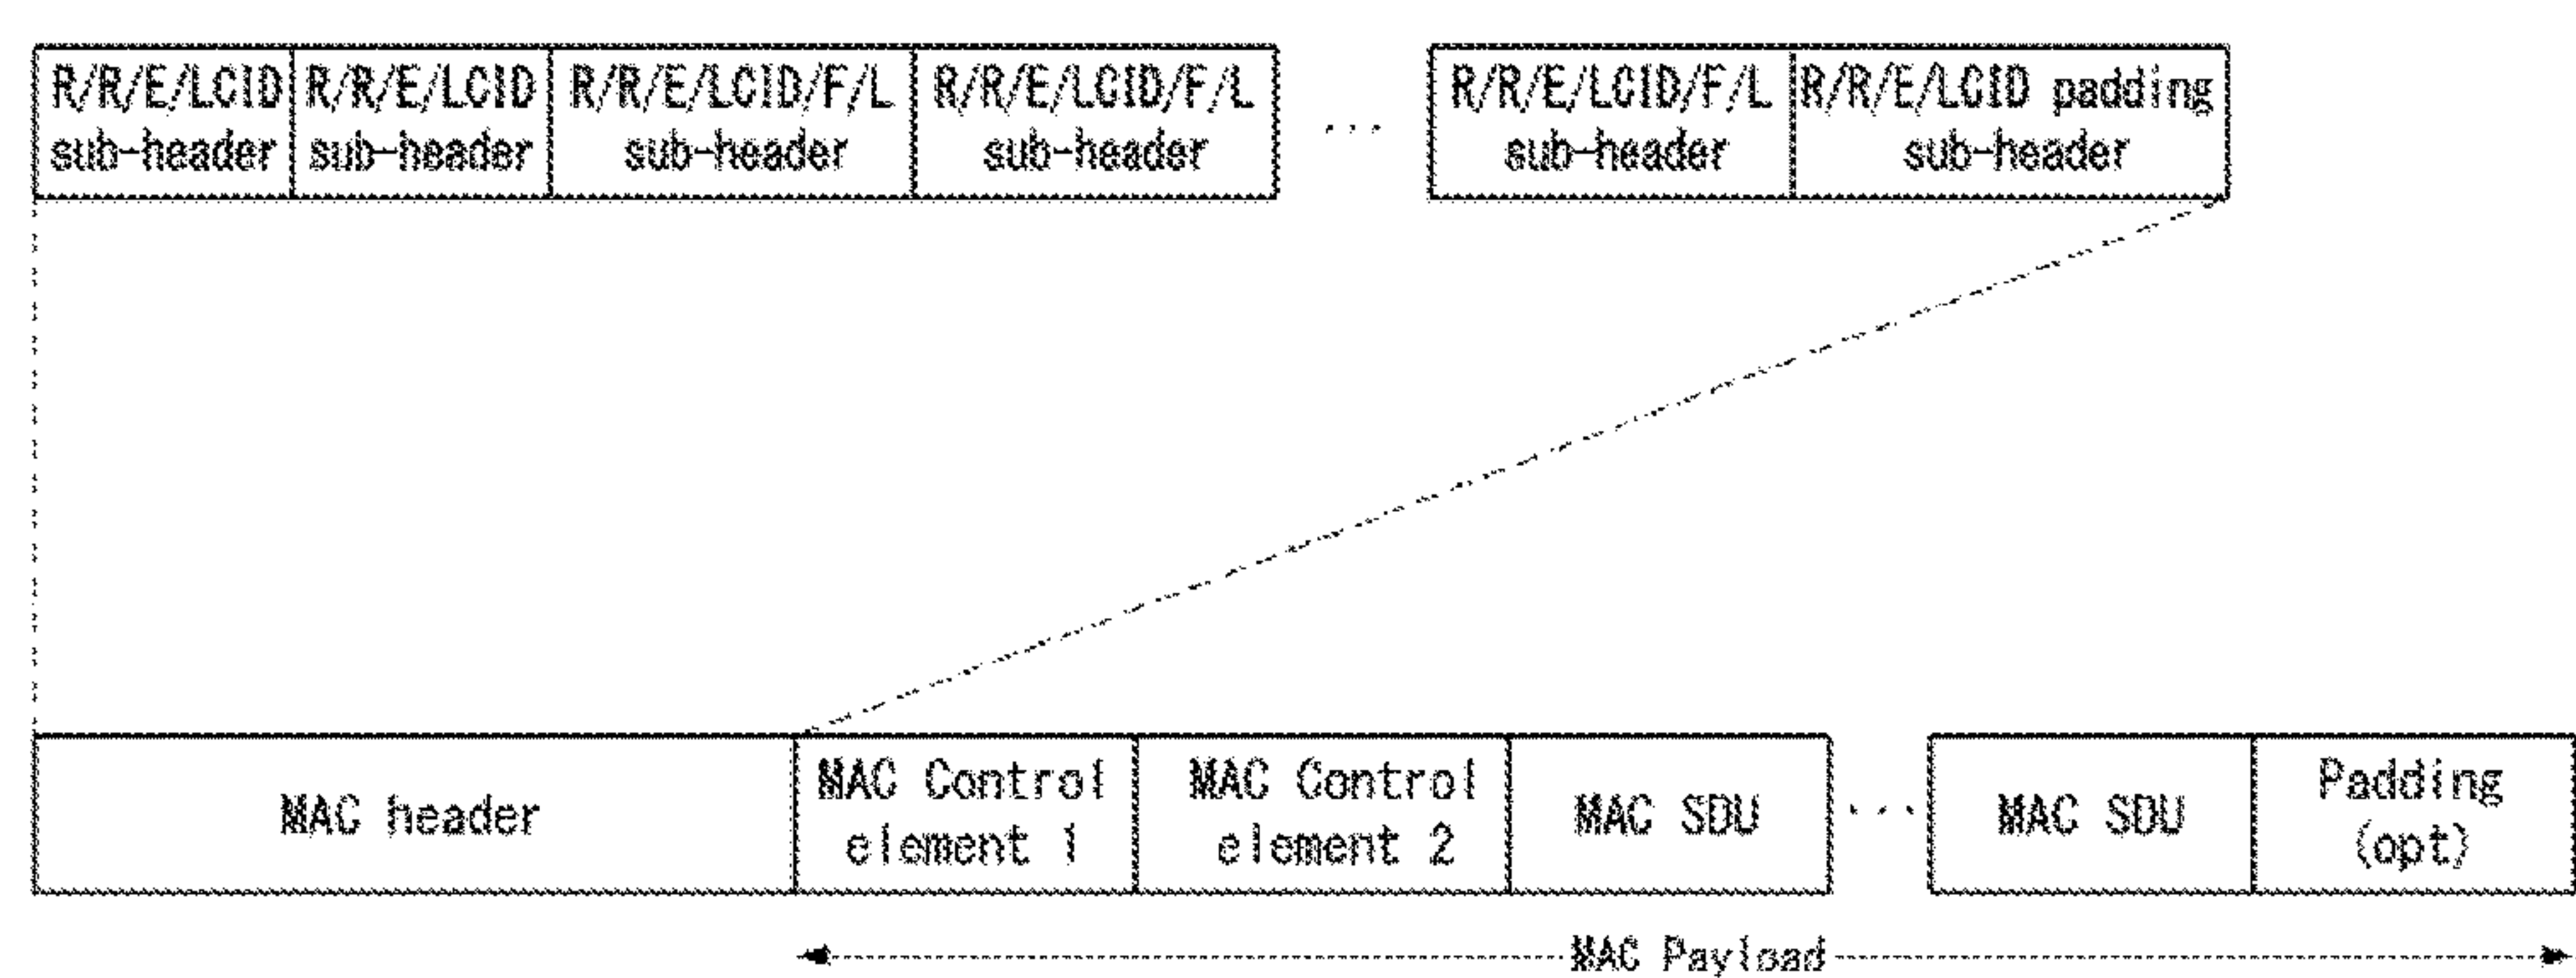 R/R/E/LCID R/R/E/LCID R/R/E/LCID/F/L R/R/E/LCID/F/L R/R/E/LCID/F/L R/R/E/LCID padding
sub-header sub-header sub-header sub-header ... sub-header sub-header
MAC Control MAC Control Padding
MAC header MAC SDU ... MAC SDU
element 1 element 2 (opt)
MAC Payload